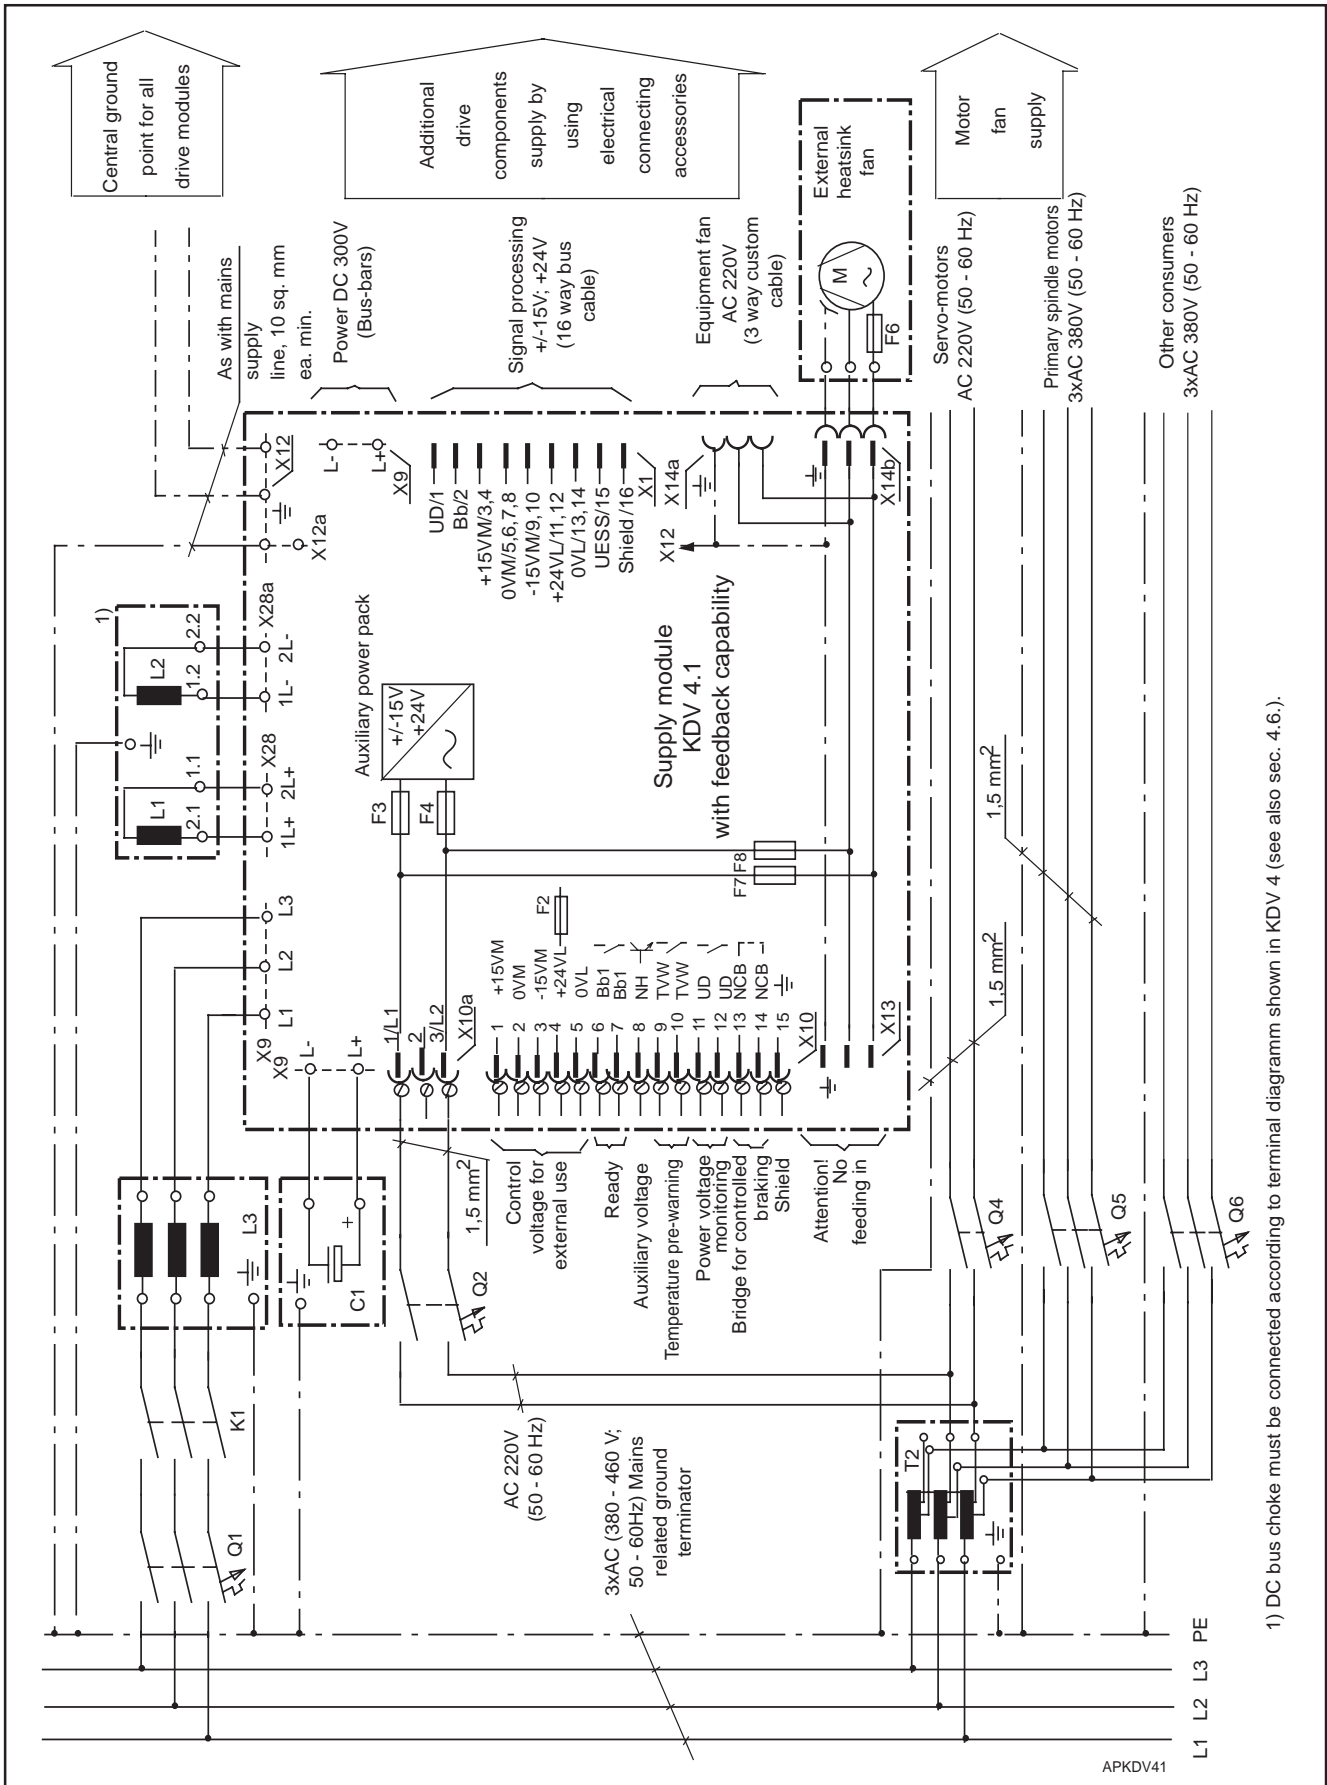 Central ground
point for all
drive modules
Additional
drive
components
supply by
using
electrical
connecting
accessories
Motor
fan
supply
As with mains
supply
line, 10 sq. mm
ea. min.
Power DC 300V
(Bus-bars)
Signal processing
+/-15V; +24V
(16 way bus
cable)
Equipment fan
AC 220V
(3 way custom
cable)
External
heatsink
fan
M
F6
Servo-motors
AC 220V (50 - 60 Hz)
Primary spindle motors
3xAC 380V (50 - 60 Hz)
Other consumers
3xAC 380V (50 - 60 Hz)
X12
X12a
L-
L+
X9
UD/1
Bb/2
+15VM/3,4
0VM/5,6,7,8
-15VM/9,10
+24VL/11,12
0VL/13,14
UESS/15
Shield /16
X1
X14a
X12
X14b
1)
L2
2.2
1.2
X28a
2L-
1L-
L1
1.1
2.1
X28
2L+
1L+
Auxiliary power pack
+/-15V
+24V
F3
F4
Supply module
KDV 4.1
with feedback capability
F7
F8
1,5 mm2
1,5 mm2
L3
L2
L1
X9
X9
L-
L+
1/L1
2
3/L2
X10a
F2
1
+15VM
2
0VM
3
-15VM
4
+24VL
5
0VL
6
Bb1
7
Bb1
8
NH
9
TVW
10
TVW
11
UD
12
UD
13
NCB
14
NCB
15
X10
X13
L3
C1
1,5 mm2
Control
voltage for
external use
Ready
Auxiliary voltage
Temperature pre-warning
Power voltage
monitoring
Bridge for controlled
braking
Shield
Attention!
No
feeding in
Q2
Q4
Q5
Q6
K1
Q1
AC 220V
(50 - 60 Hz)
3xAC (380 - 460 V;
50 - 60Hz) Mains
related ground
terminator
T2
L1
L2
L3
PE
1) DC bus choke must be connected according to terminal diagramm shown in KDV 4 (see also sec. 4.6.).
APKDV41